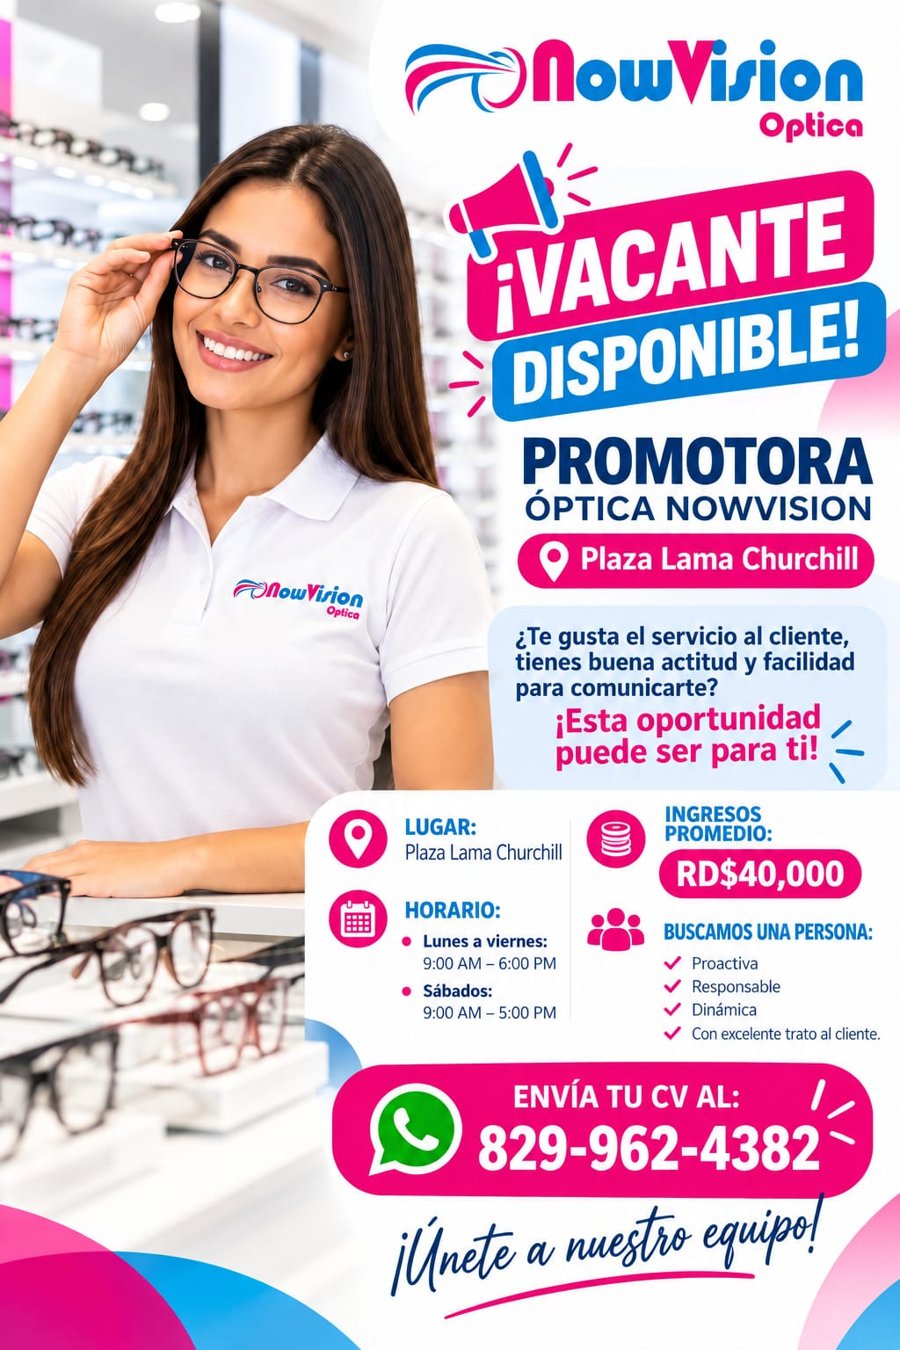 NowVision
Optica
¡VACANTE
DISPONIBLE!
PROMOTORA
ÓPTICA NOWVISION
Plaza Lama Churchill
NowVision
Optica
¿Te gusta el servicio al cliente,
tienes buena actitud y facilidad
para comunicarte?
¡Esta oportunidad
puede ser para ti!
LUGAR:
Plaza Lama Churchill
HORARIO:
Lunes a viernes:
9:00 AM – 6:00 PM
Sábados:
9:00 AM – 5:00 PM
INGRESOS
PROMEDIO:
RD$40,000
BUSCAMOS UNA PERSONA:
Proactiva
Responsable
Dinámica
Con excelente trato al cliente.
ENVÍA TU CV AL:
829-962-4382
¡Únete a nuestro equipo!